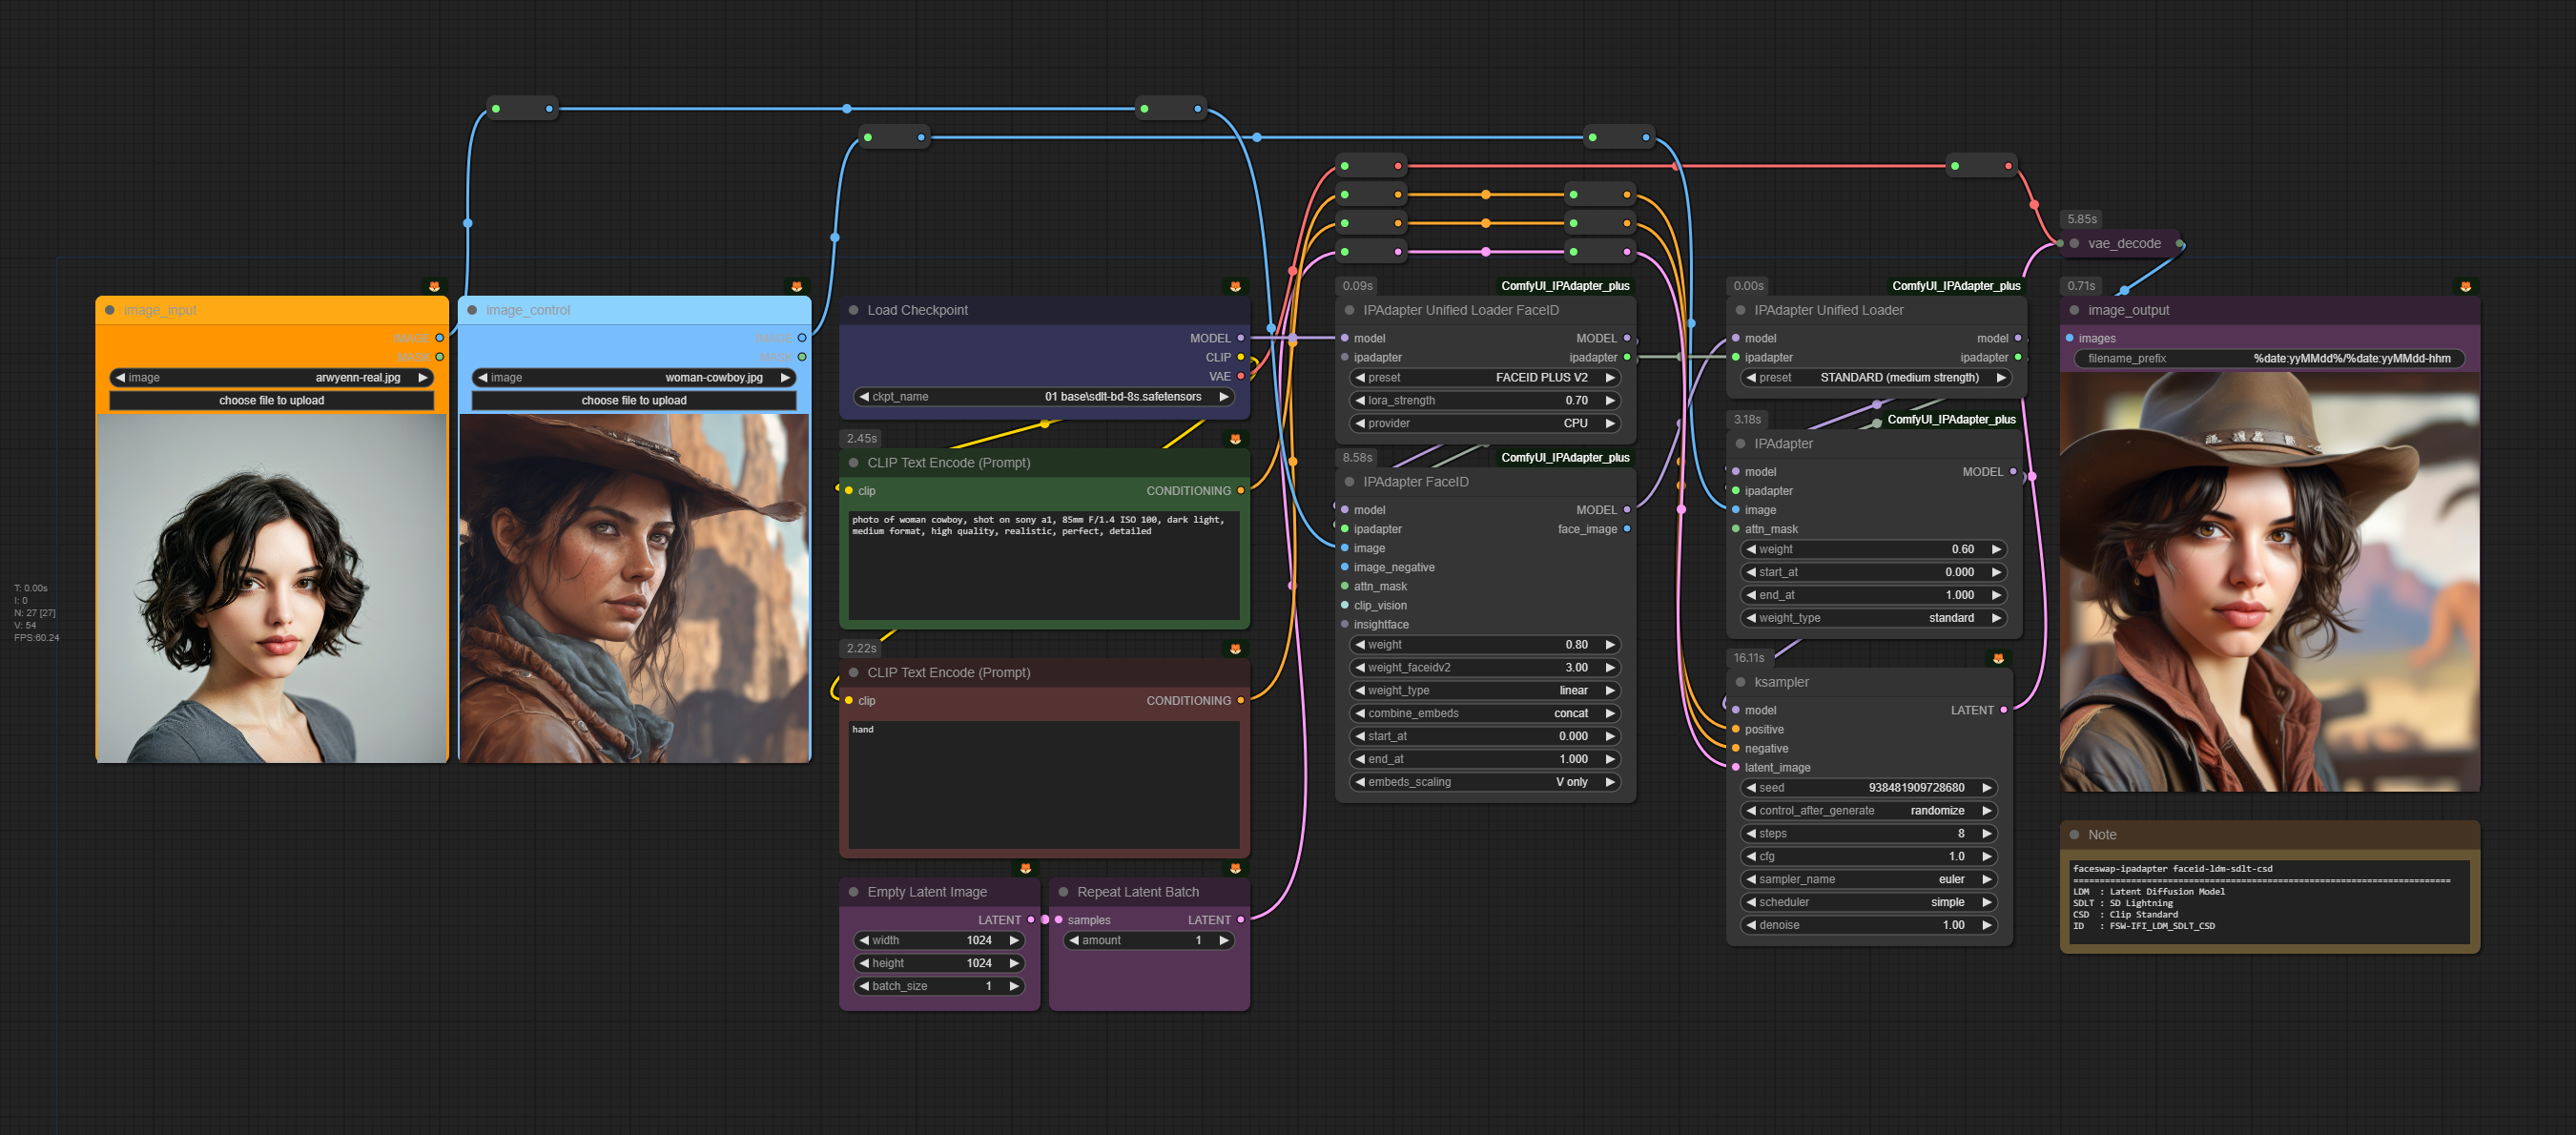 T: 0.00s
I: 0
N: 27 [27]
V: 54
FPS:60.24
image_input
IMAGE
MASK
image arwyenn-real.jpg
choose file to upload
image_control
IMAGE
MASK
image woman-cowboy.jpg
choose file to upload
Load Checkpoint
MODEL
CLIP
VAE
ckpt_name 01 base\sdlt-bd-8s.safetensors
2.45s
CLIP Text Encode (Prompt)
clip CONDITIONING
photo of woman cowboy, shot on sony a1, 85mm F/1.4 ISO 100, dark light,
medium format, high quality, realistic, perfect, detailed
2.22s
CLIP Text Encode (Prompt)
clip CONDITIONING
hand
Empty Latent Image
LATENT
width 1024
height 1024
batch_size 1
Repeat Latent Batch
samples LATENT
amount 1
0.09s ComfyUI_IPAdapter_plus
IPAdapter Unified Loader FaceID
model MODEL
ipadapter ipadapter
preset FACEID PLUS V2
lora_strength 0.70
provider CPU
8.58s ComfyUI_IPAdapter_plus
IPAdapter FaceID
model MODEL
ipadapter face_image
image
image_negative
attn_mask
clip_vision
insightface
weight 0.80
weight_faceidv2 3.00
weight_type linear
combine_embeds concat
start_at 0.000
end_at 1.000
embeds_scaling V only
0.00s ComfyUI_IPAdapter_plus
IPAdapter Unified Loader
model model
ipadapter ipadapter
preset STANDARD (medium strength)
3.18s ComfyUI_IPAdapter_plus
IPAdapter
model MODEL
ipadapter
image
attn_mask
weight 0.60
start_at 0.000
end_at 1.000
weight_type standard
16.11s
ksampler
model LATENT
positive
negative
latent_image
seed 938481909728680
control_after_generate randomize
steps 8
cfg 1.0
sampler_name euler
scheduler simple
denoise 1.00
5.85s
vae_decode
0.71s
image_output
images
filename_prefix %date:yyMMdd%/%date:yyMMdd-hhm
Note
faceswap-ipadapter faceid-ldm-sdlt-csd
==========================================================================
LDM : Latent Diffusion Model
SDLT : SD Lightning
CSD : Clip Standard
ID : FSW-IFI_LDM_SDLT_CSD